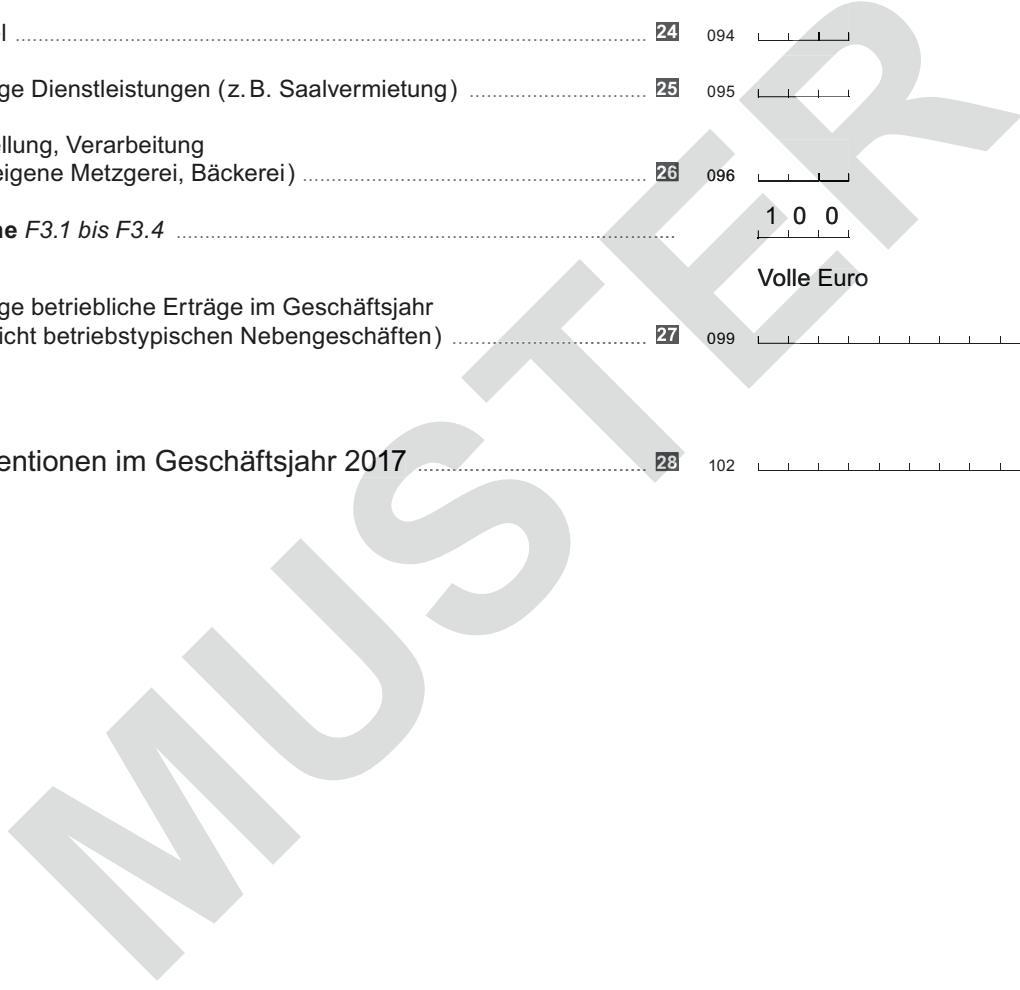 l ........ 24 094
ge Dienstleistungen (z. B. Saalvermietung) ........ 25 095
llung, Verarbeitung
eigene Metzgerei, Bäckerei) ........ 26 096
e F3.1 bis F3.4 ........ 1 0 0
Volle Euro
ge betriebliche Erträge im Geschäftsjahr
icht betriebstypischen Nebengeschäften) ........ 27 099
entionen im Geschäftsjahr 2017 ........ 28 102
MUSTER